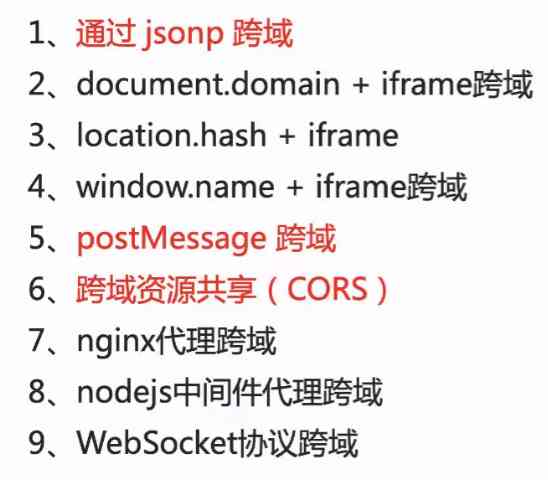 1、通过 jsonp 跨域
2、document.domain + iframe跨域
3、location.hash + iframe
4、window.name + iframe跨域
5、postMessage 跨域
6、跨域资源共享（CORS）
7、nginx代理跨域
8、nodejs中间件代理跨域
9、WebSocket协议跨域